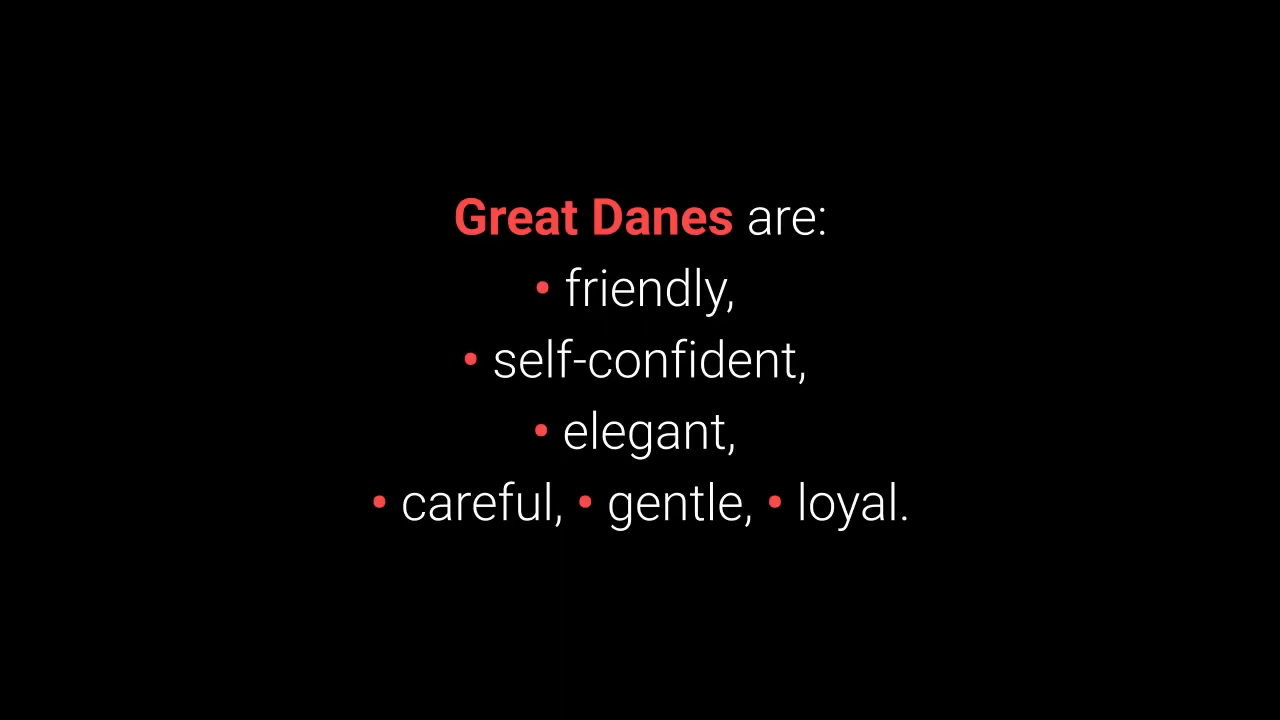 Great Danes are:
• friendly,
• self-confident,
• elegant,
• careful, • gentle, • loyal.